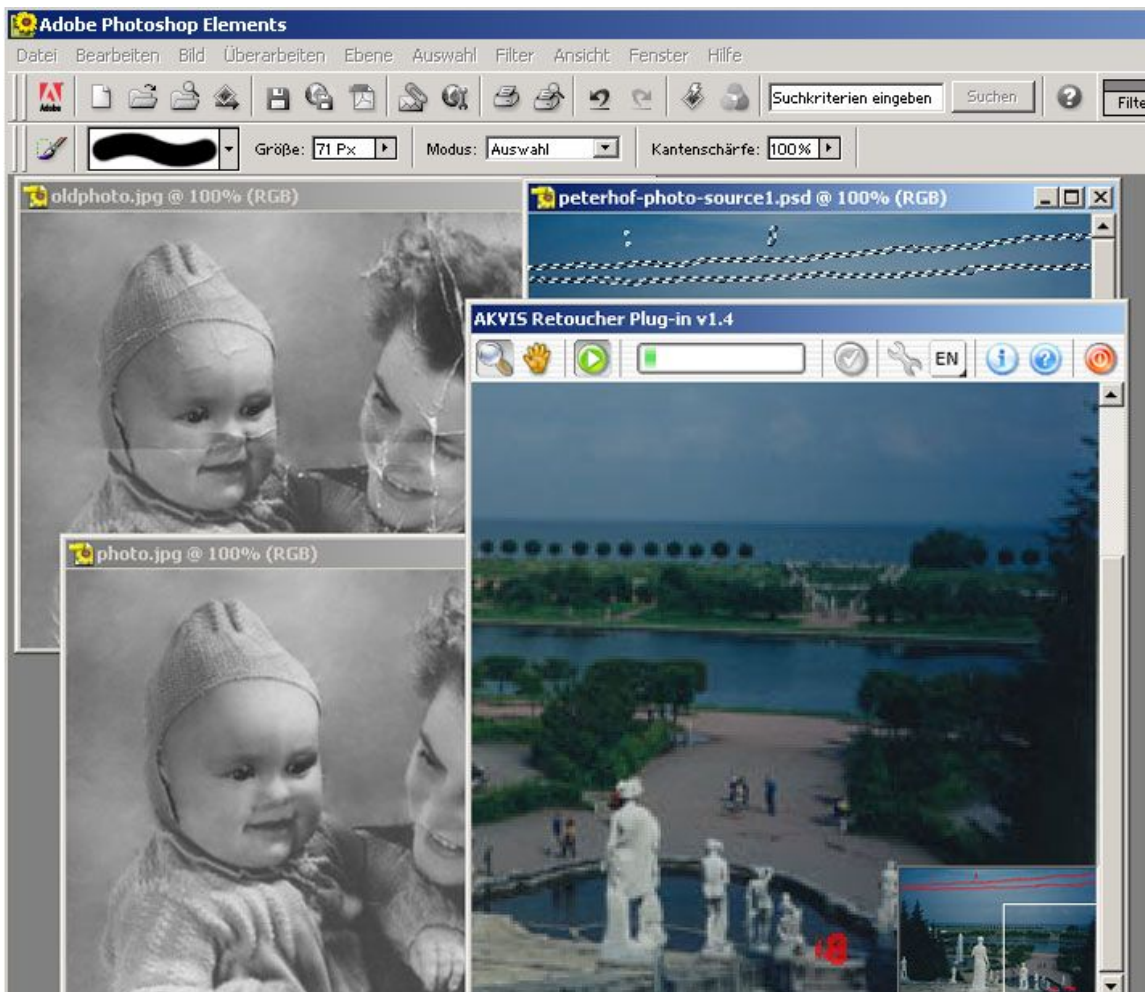 Adobe Photoshop Elements
Datei Bearbeiten Bild Überarbeiten Ebene Auswahl Filter Ansicht Fenster Hilfe
Adobe Suchkriterien eingeben Suchen ? Filte
Größe: 71 Px Modus: Auswahl Kantenschärfe: 100%
oldphoto.jpg @ 100% (RGB)
peterhof-photo-source1.psd @ 100% (RGB)
AKVIS Retoucher Plug-in v1.4
EN i ?
photo.jpg @ 100% (RGB)